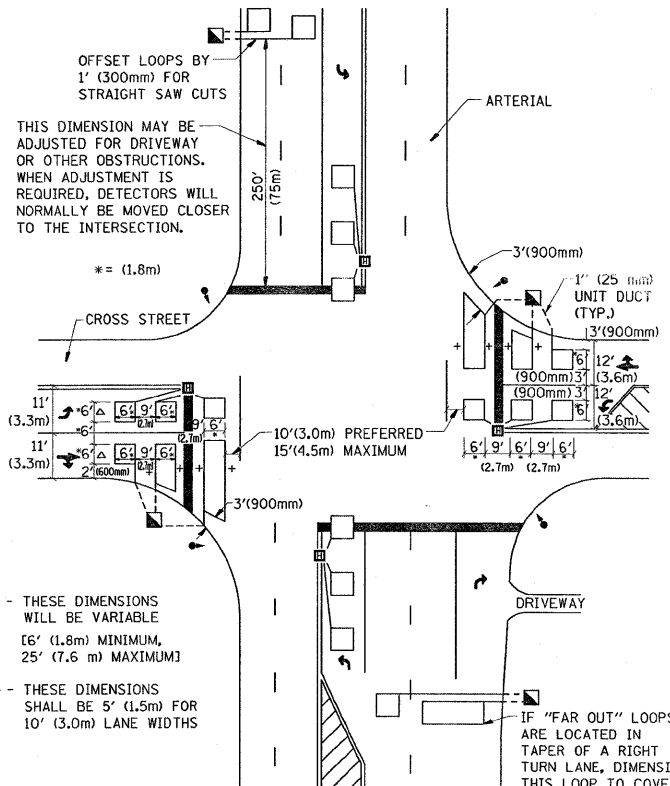 OFFSET LOOPS BY
1' (300mm) FOR
STRAIGHT SAW CUTS
ARTERIAL
THIS DIMENSION MAY BE
ADJUSTED FOR DRIVEWAY
OR OTHER OBSTRUCTIONS.
WHEN ADJUSTMENT IS
REQUIRED, DETECTORS WILL
NORMALLY BE MOVED CLOSER
TO THE INTERSECTION.
250'
(75m)
* = (1.8m)
3'(900mm)
1" (25 mm)
UNIT DUCT
(TYP.)
CROSS STREET
3'(900mm)
*6'
12'
(3.6m)
(900mm) 3'
(900mm) 3'
*6'
12'
(3.6m)
H
H
H
H
11'
(3.3m)
*6'
6' 9' 6'
(2.7m)
*6'
9' 6'
(2.7m)
*
11'
(3.3m)
*6'
6' 9' 6'
(2.7m)
2' (600mm)
10'(3.0m) PREFERRED
15'(4.5m) MAXIMUM
6' 9' 6' 9' 6'
* (2.7m) * (2.7m) *
3'(900mm)
- THESE DIMENSIONS
WILL BE VARIABLE
[6' (1.8m) MINIMUM,
25' (7.6 m) MAXIMUM]
- THESE DIMENSIONS
SHALL BE 5' (1.5m) FOR
10' (3.0m) LANE WIDTHS
DRIVEWAY
IF "FAR OUT" LOOPS
ARE LOCATED IN
TAPER OF A RIGHT
TURN LANE, DIMENSI
THIS LOOP TO COVE